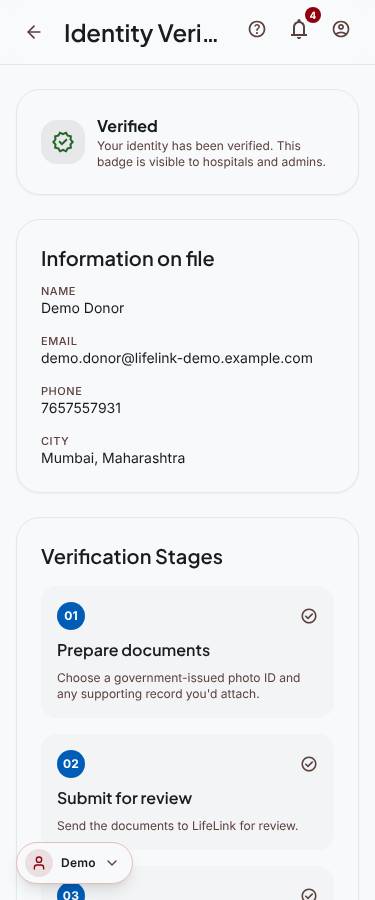 Identity Veri...
4
Verified
Your identity has been verified. This
badge is visible to hospitals and admins.
Information on file
NAME
Demo Donor
EMAIL
demo.donor@lifelink-demo.example.com
PHONE
7657557931
CITY
Mumbai, Maharashtra
Verification Stages
01
Prepare documents
Choose a government-issued photo ID and
any supporting record you'd attach.
02
Submit for review
Send the documents to LifeLink for review.
Demo
03